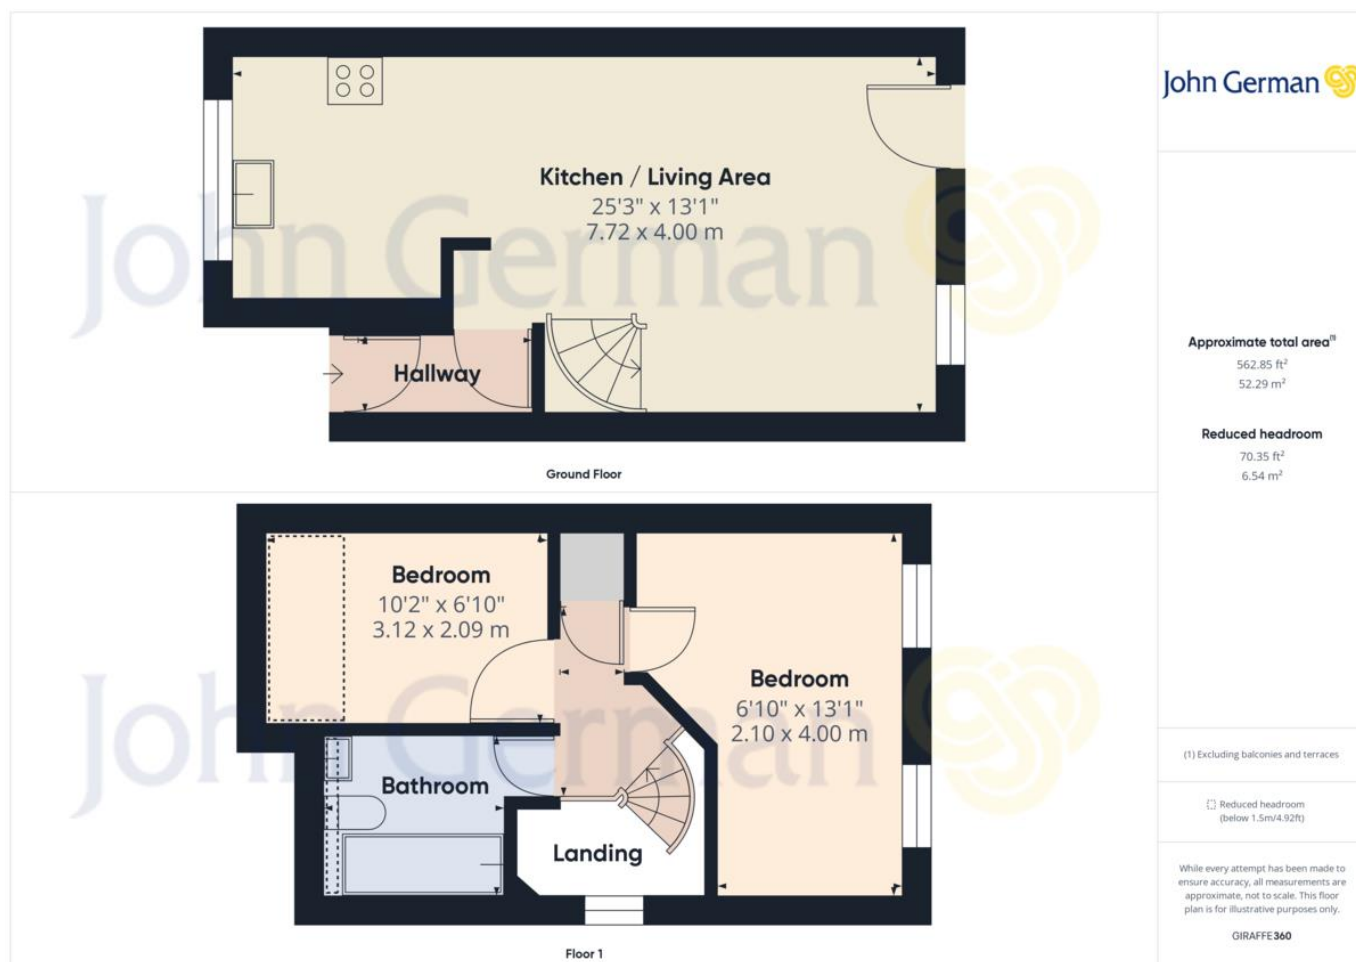 John German
Kitchen / Living Area
25'3" x 13'1"
7.72 x 4.00 m
Hallway
John German
Ground Floor
Approximate total area(1)
562.85 ft²
52.29 m²
Reduced headroom
70.35 ft²
6.54 m²
Bedroom
10'2" x 6'10"
3.12 x 2.09 m
Bedroom
6'10" x 13'1"
2.10 x 4.00 m
Bathroom
Landing
John German
Floor 1
(1) Excluding balconies and terraces
Reduced headroom
(below 1.5m/4.92ft)
While every attempt has been made to
ensure accuracy, all measurements are
approximate, not to scale. This floor
plan is for illustrative purposes only.
GIRAFFE360